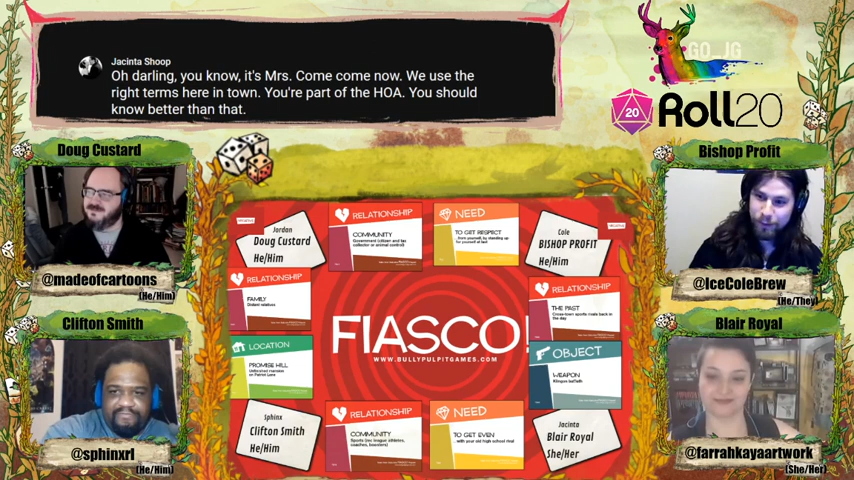 Jacinta Shoop
Oh darling, you know, it's Mrs. Come come now. We use the
right terms here in town. You're part of the HOA. You should
know better than that.
GO_JG
20
Roll20
Doug Custard
@madeofcartoons
(He/Him)
Bishop Profit
@IceColeBrew
(He/They)
Clifton Smith
@sphinxrl
(He/Him)
Blair Royal
@farrahkayaartwork
(She/Her)
Jordan
Doug Custard
He/Him
RELATIONSHIP
COMMUNITY
NEED
TO GET RESPECT
Cole
BISHOP PROFIT
He/Him
RELATIONSHIP
FAMILY
Distant relatives
RELATIONSHIP
THE PAST
LOCATION
PROMISE HILL
FIASCO!
WWW.BULLYPULPITGAMES.COM
OBJECT
WEAPON
Sphinx
Clifton Smith
He/Him
RELATIONSHIP
COMMUNITY
NEED
TO GET EVEN
Jacinta
Blair Royal
She/Her